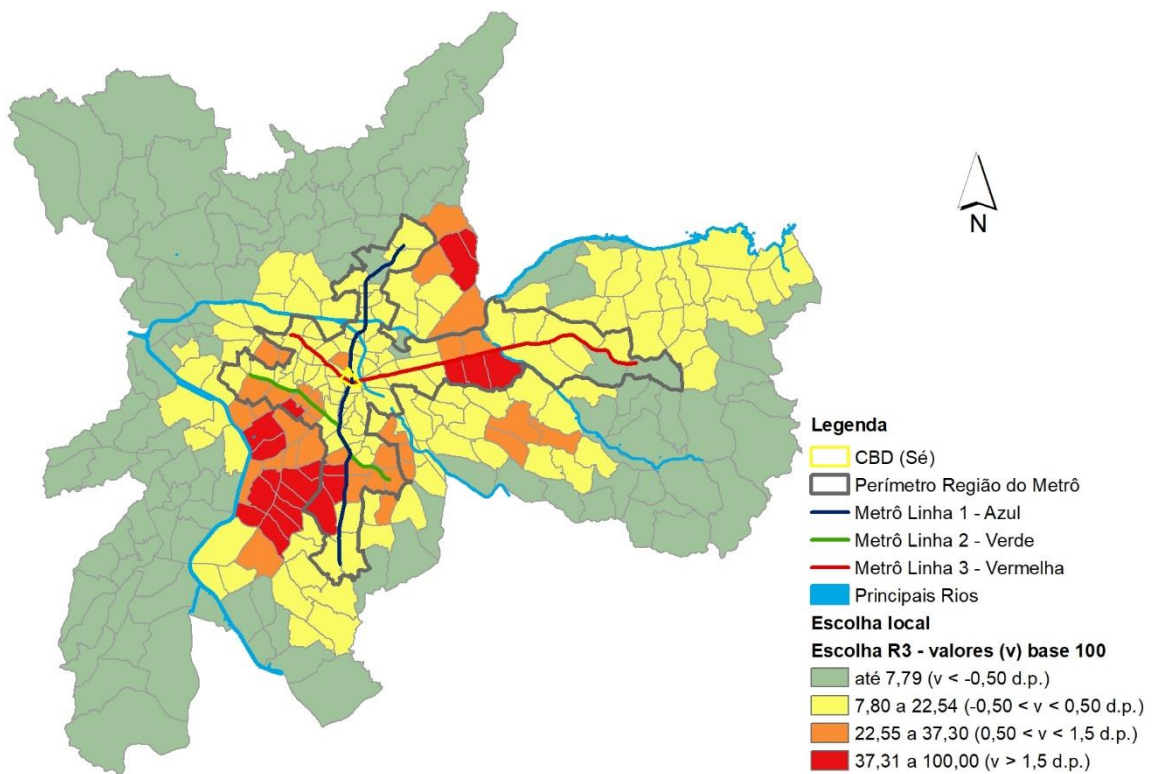 N
Legenda
CBD (Sé)
Perímetro Região do Metrô
Metrô Linha 1 - Azul
Metrô Linha 2 - Verde
Metrô Linha 3 - Vermelha
Principais Rios
Escolha local
Escolha R3 - valores (v) base 100
até 7,79 (v < -0,50 d.p.)
7,80 a 22,54 (-0,50 < v < 0,50 d.p.)
22,55 a 37,30 (0,50 < v < 1,5 d.p.)
37,31 a 100,00 (v > 1,5 d.p.)